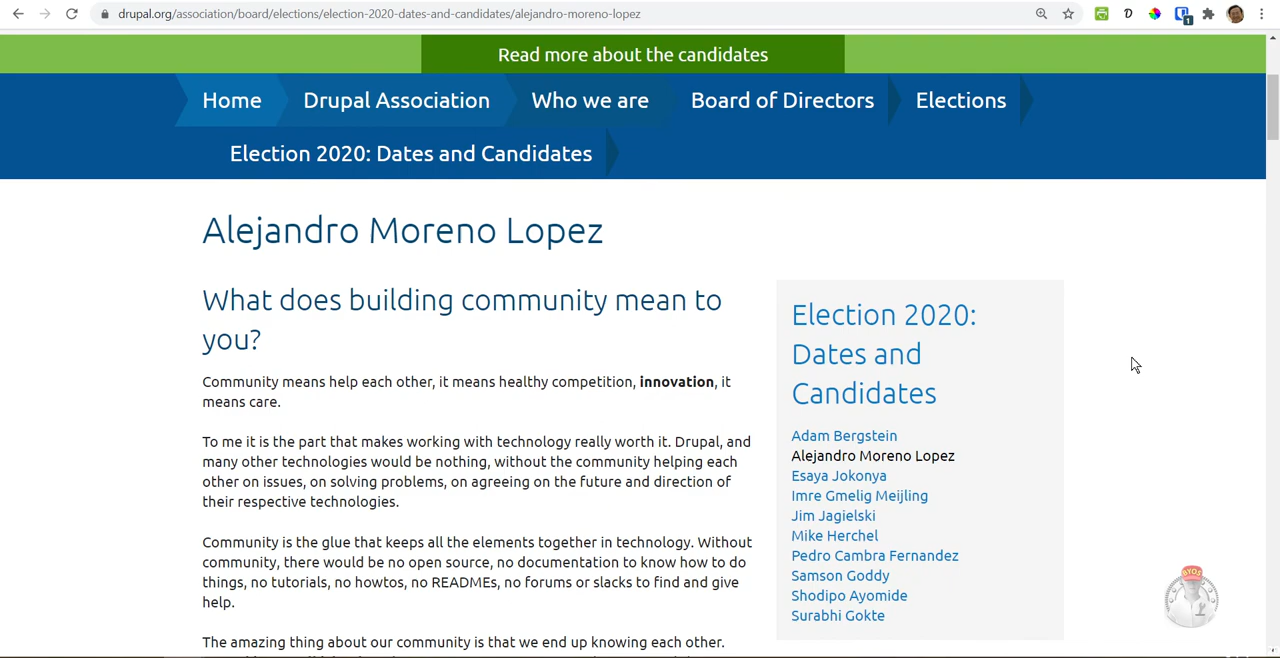 drupal.org/association/board/elections/election-2020-dates-and-candidates/alejandro-moreno-lopez
Read more about the candidates
Home
Drupal Association
Who we are
Board of Directors
Elections
Election 2020: Dates and Candidates
Alejandro Moreno Lopez
What does building community mean to
you?
Community means help each other, it means healthy competition, innovation, it
means care.
To me it is the part that makes working with technology really worth it. Drupal, and
many other technologies would be nothing, without the community helping each
other on issues, on solving problems, on agreeing on the future and direction of
their respective technologies.
Community is the glue that keeps all the elements together in technology. Without
community, there would be no open source, no documentation to know how to do
things, no tutorials, no howtos, no READMEs, no forums or slacks to find and give
help.
The amazing thing about our community is that we end up knowing each other.
Election 2020:
Dates and
Candidates
Adam Bergstein
Alejandro Moreno Lopez
Esaya Jokonya
Imre Gmelig Meijling
Jim Jagielski
Mike Herchel
Pedro Cambra Fernandez
Samson Goddy
Shodipo Ayomide
Surabhi Gokte
BYOS